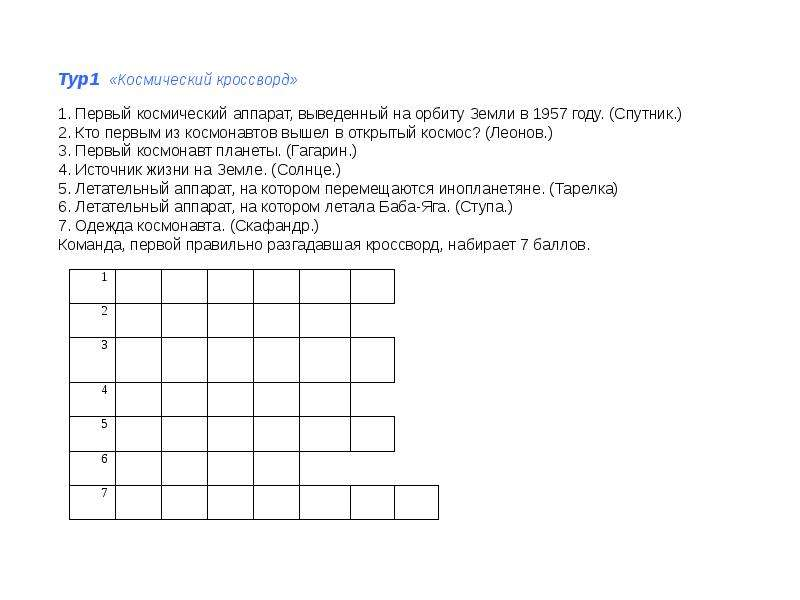 Тур1 «Космический кроссворд»
1. Первый космический аппарат, выведенный на орбиту Земли в 1957 году. (Спутник.)
2. Кто первым из космонавтов вышел в открытый космос? (Леонов.)
3. Первый космонавт планеты. (Гагарин.)
4. Источник жизни на Земле. (Солнце.)
5. Летательный аппарат, на котором перемещаются инопланетяне. (Тарелка)
6. Летательный аппарат, на котором летала Баба-Яга. (Ступа.)
7. Одежда космонавта. (Скафандр.)
Команда, первой правильно разгадавшая кроссворд, набирает 7 баллов.
1
2
3
4
5
6
7